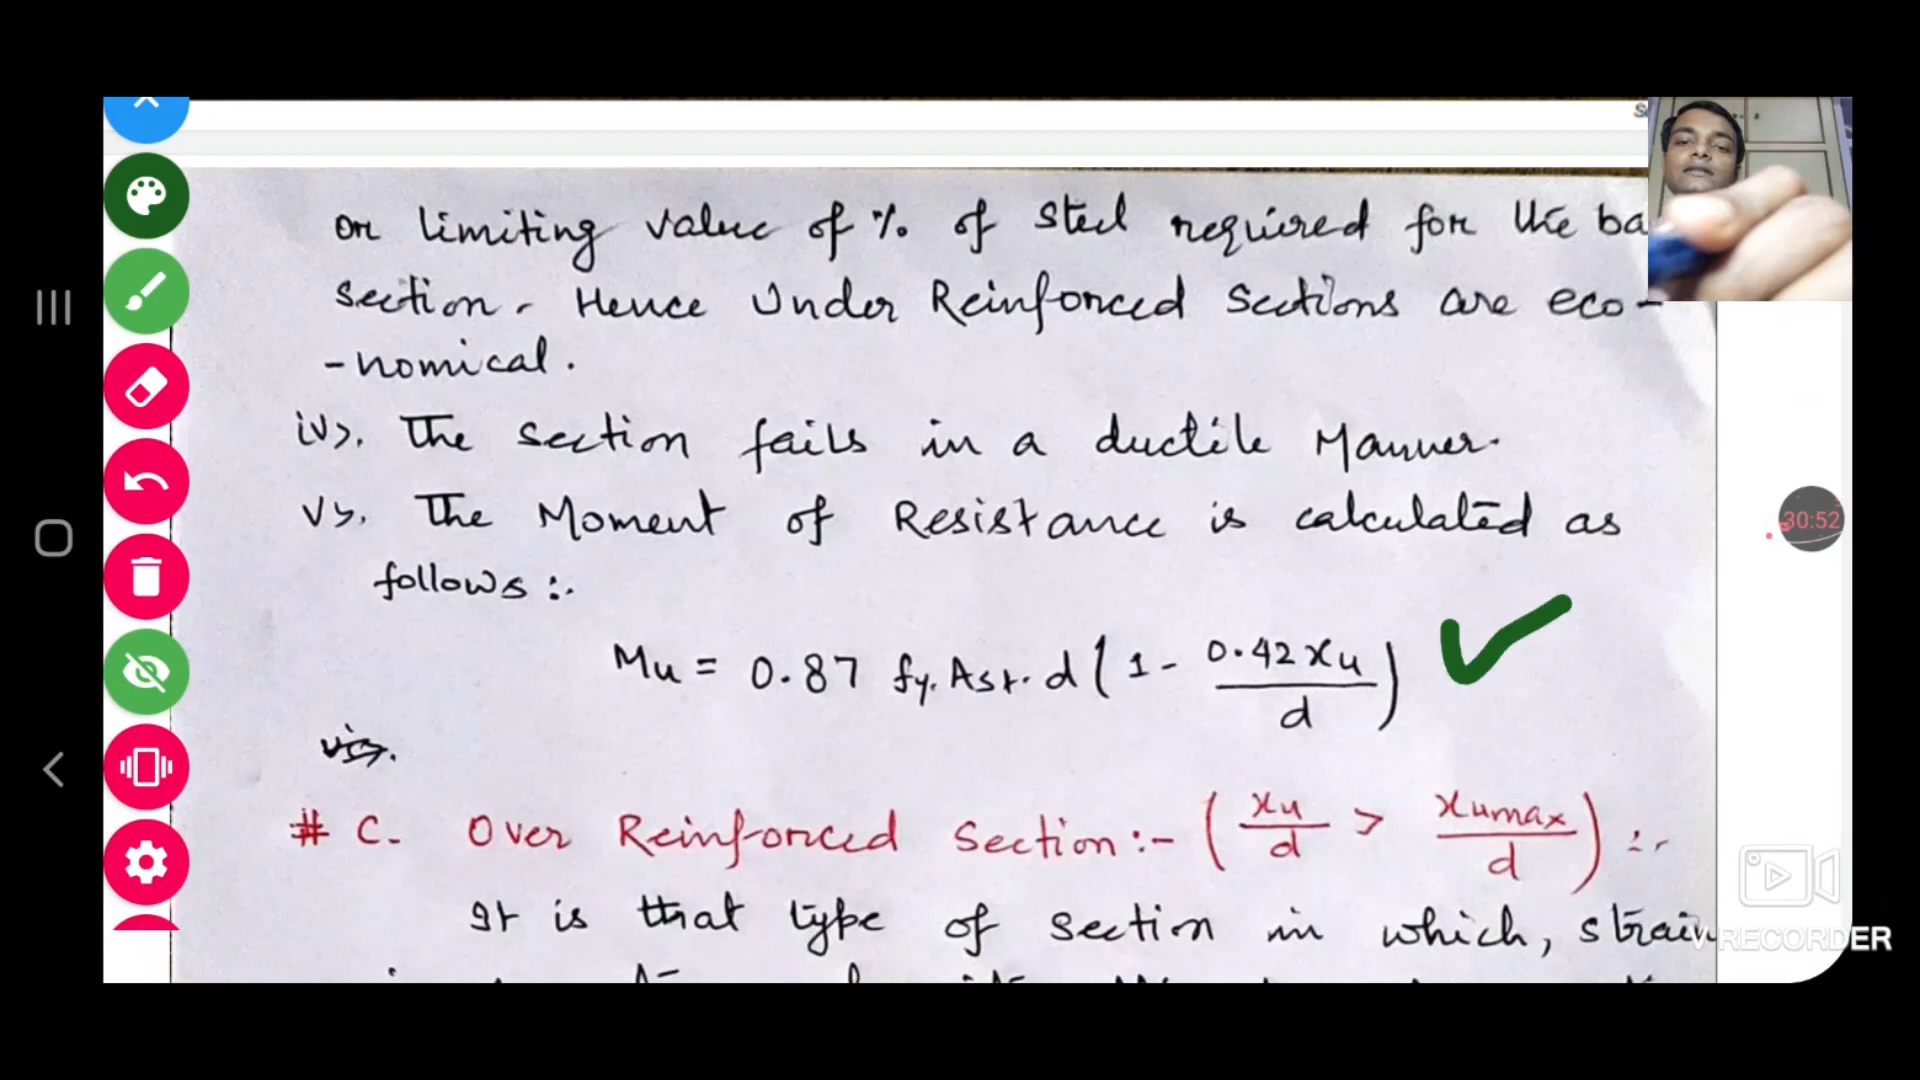 or limiting value of % of steel required for the ba
section. Hence Under Reinforced Sections are eco-
-nomical.
iv>. The section fails in a ductile Manner.
v>. The Moment of Resistance is calculated as
follows :-
Mu = 0.87 fy. Ast. d (1 - 0.42 xu / d)
# C. Over Reinforced Section :- (xu / d > xumax / d) :-
It is that type of section in which, strain
30:52
RECORDER